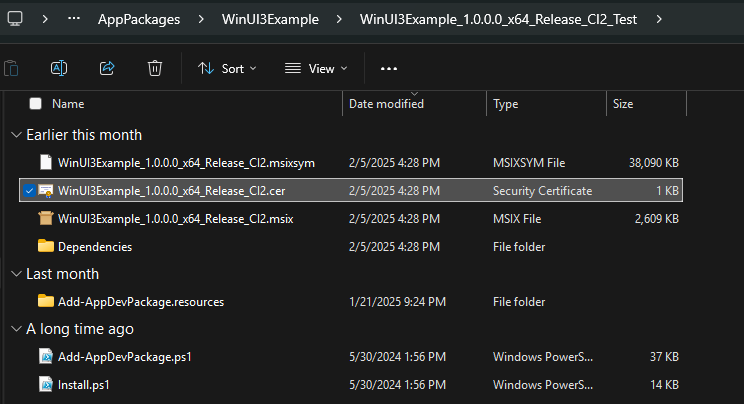 AppPackages > WinUI3Example > WinUI3Example_1.0.0.0_x64_Release_CI2_Test >
Sort View
Name Date modified Type Size
Earlier this month
WinUI3Example_1.0.0.0_x64_Release_CI2.msixsym 2/5/2025 4:28 PM MSIXSYM File 38,090 KB
WinUI3Example_1.0.0.0_x64_Release_CI2.cer 2/5/2025 4:28 PM Security Certificate 1 KB
WinUI3Example_1.0.0.0_x64_Release_CI2.msix 2/5/2025 4:28 PM MSIX File 2,609 KB
Dependencies 2/5/2025 4:28 PM File folder
Last month
Add-AppDevPackage.resources 1/21/2025 9:24 PM File folder
A long time ago
Add-AppDevPackage.ps1 5/30/2024 1:56 PM Windows PowerS... 37 KB
Install.ps1 5/30/2024 1:56 PM Windows PowerS... 14 KB